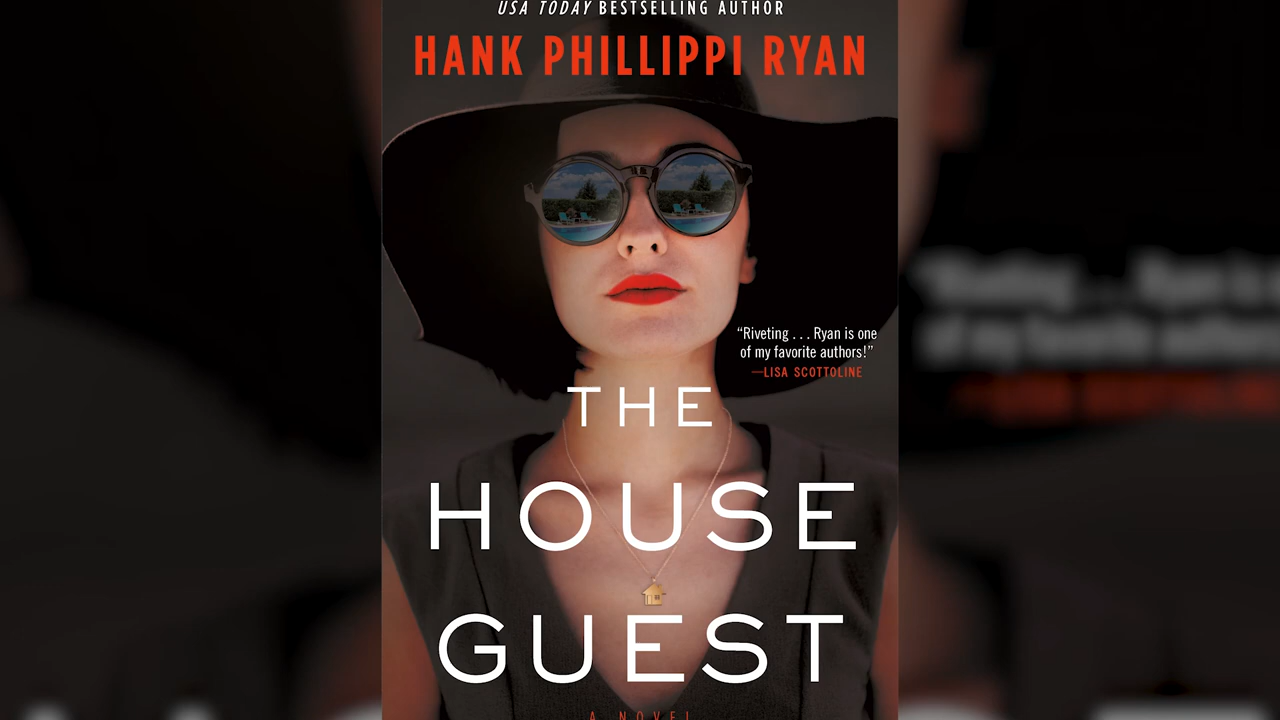 USA TODAY BESTSELLING AUTHOR
HANK PHILLIPPI RYAN
“Riveting . . . Ryan is one
of my favorite authors!”
—LISA SCOTTOLINE
THE
HOUSE
GUEST
A NOVEL